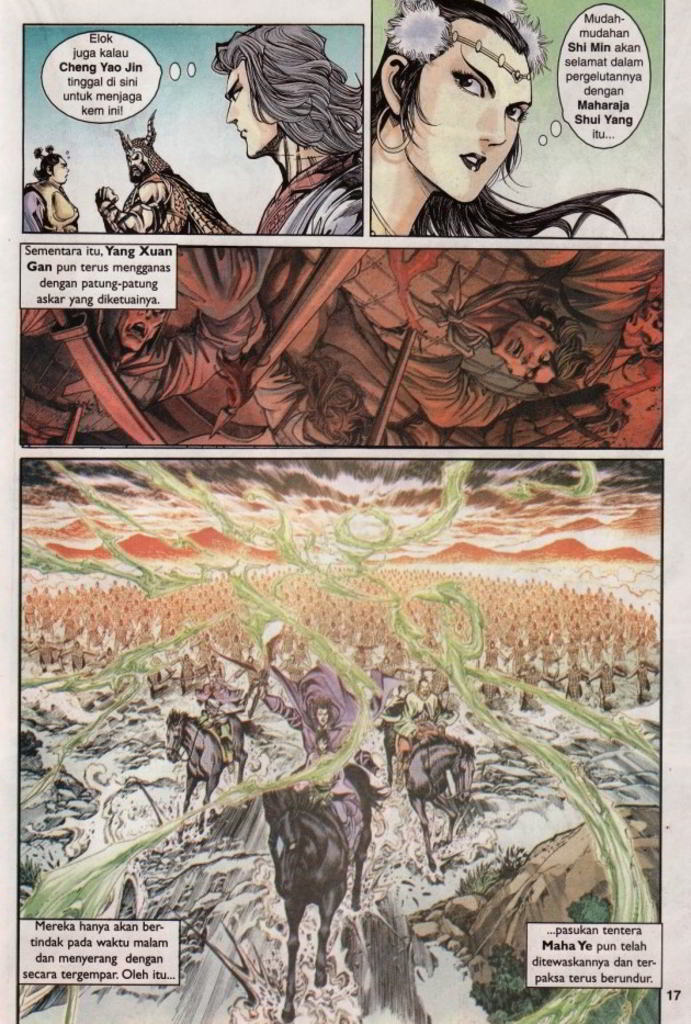 Elok
juga kalau
Cheng Yao Jin
tinggal di sini
untuk menjaga
kem ini!
Mudah-
mudahan
Shi Min akan
selamat dalam
pergelutannya
dengan
Maharaja
Shui Yang
itu...
Sementara itu, Yang Xuan
Gan pun terus mengganas
dengan patung-patung
askar yang diketuainya.
Mereka hanya akan ber-
tindak pada waktu malam
dan menyerang dengan
secara tergempar. Oleh itu...
...pasukan tentera
Maha Ye pun telah
ditewaskannya dan ter-
paksa terus berundur.
17